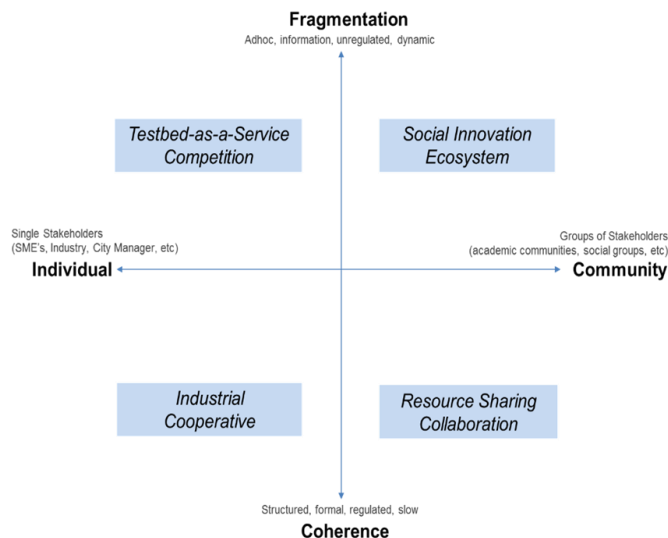 Fragmentation
Adhoc, information, unregulated, dynamic
Testbed-as-a-Service
Competition
Social Innovation
Ecosystem
Single Stakeholders
(SME's, Industry, City Manager, etc)
Individual
Groups of Stakeholders
(academic communities, social groups, etc)
Community
Industrial
Cooperative
Resource Sharing
Collaboration
Structured, formal, regulated, slow
Coherence